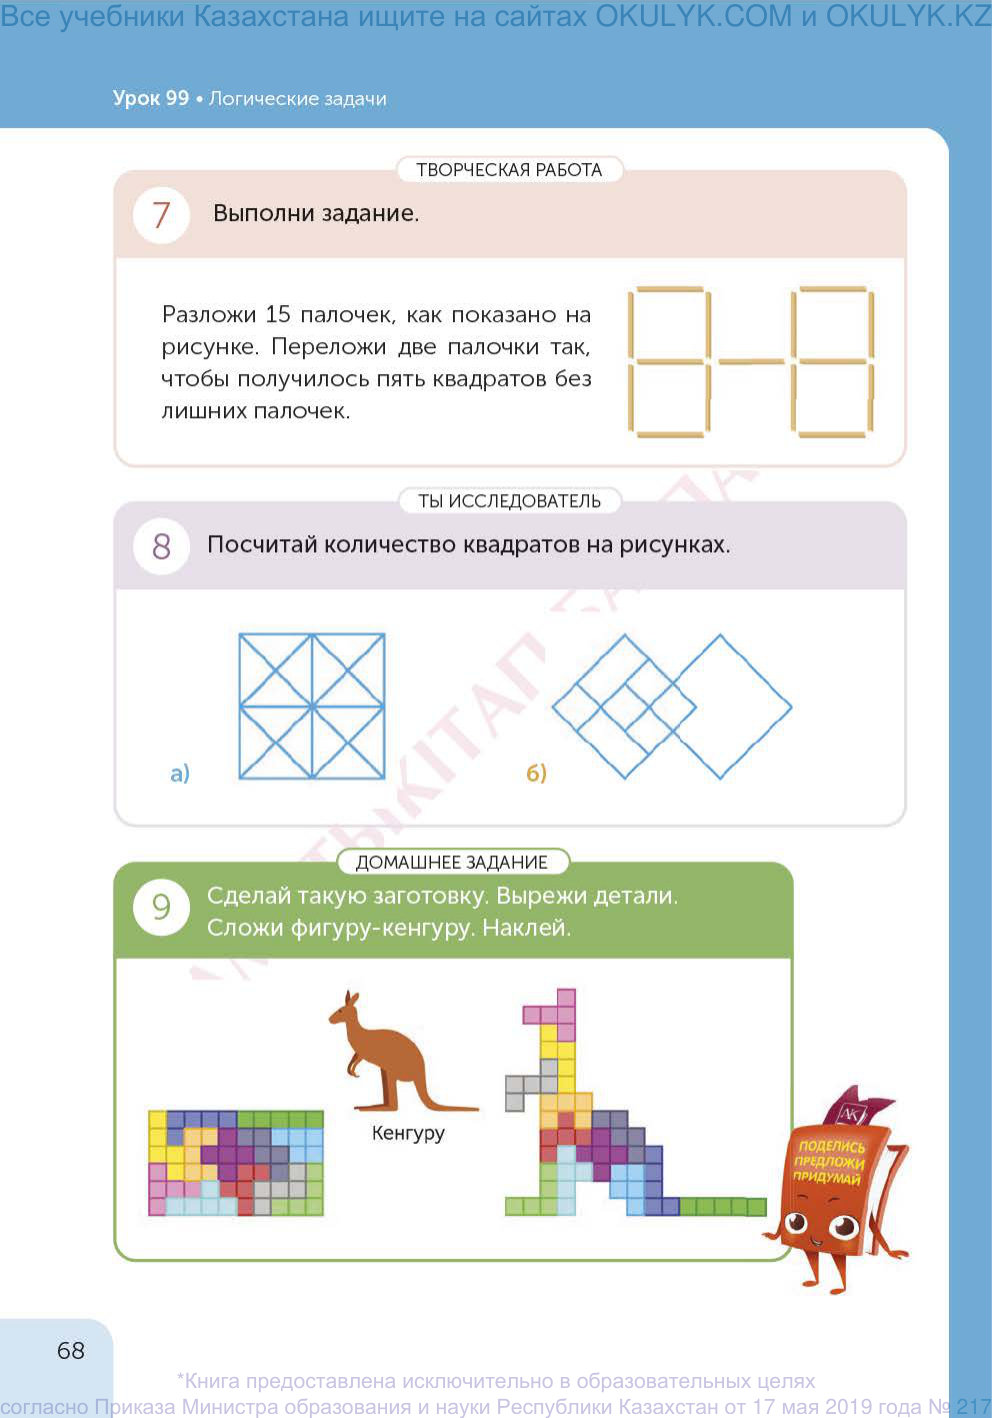 Все учебники Казахстана ищите на сайтах OKULYK.COM и OKULYK.KZ
Урок 99 • Логические задачи
ТВОРЧЕСКАЯ РАБОТА
7 Выполни задание.
Разложи 15 палочек, как показано на
рисунке. Переложи две палочки так,
чтобы получилось пять квадратов без
лишних палочек.
ТЫ ИССЛЕДОВАТЕЛЬ
8 Посчитай количество квадратов на рисунках.
а)
б)
ДОМАШНЕЕ ЗАДАНИЕ
9 Сделай такую заготовку. Вырежи детали.
Сложи фигуру-кенгуру. Наклей.
Кенгуру
АК
ПОДЕЛИСЬ
ПРЕДЛОЖИ
ПРИДУМАЙ
68
*Книга предоставлена исключительно в образовательных целях
согласно Приказа Министра образования и науки Республики Казахстан от 17 мая 2019 года № 217